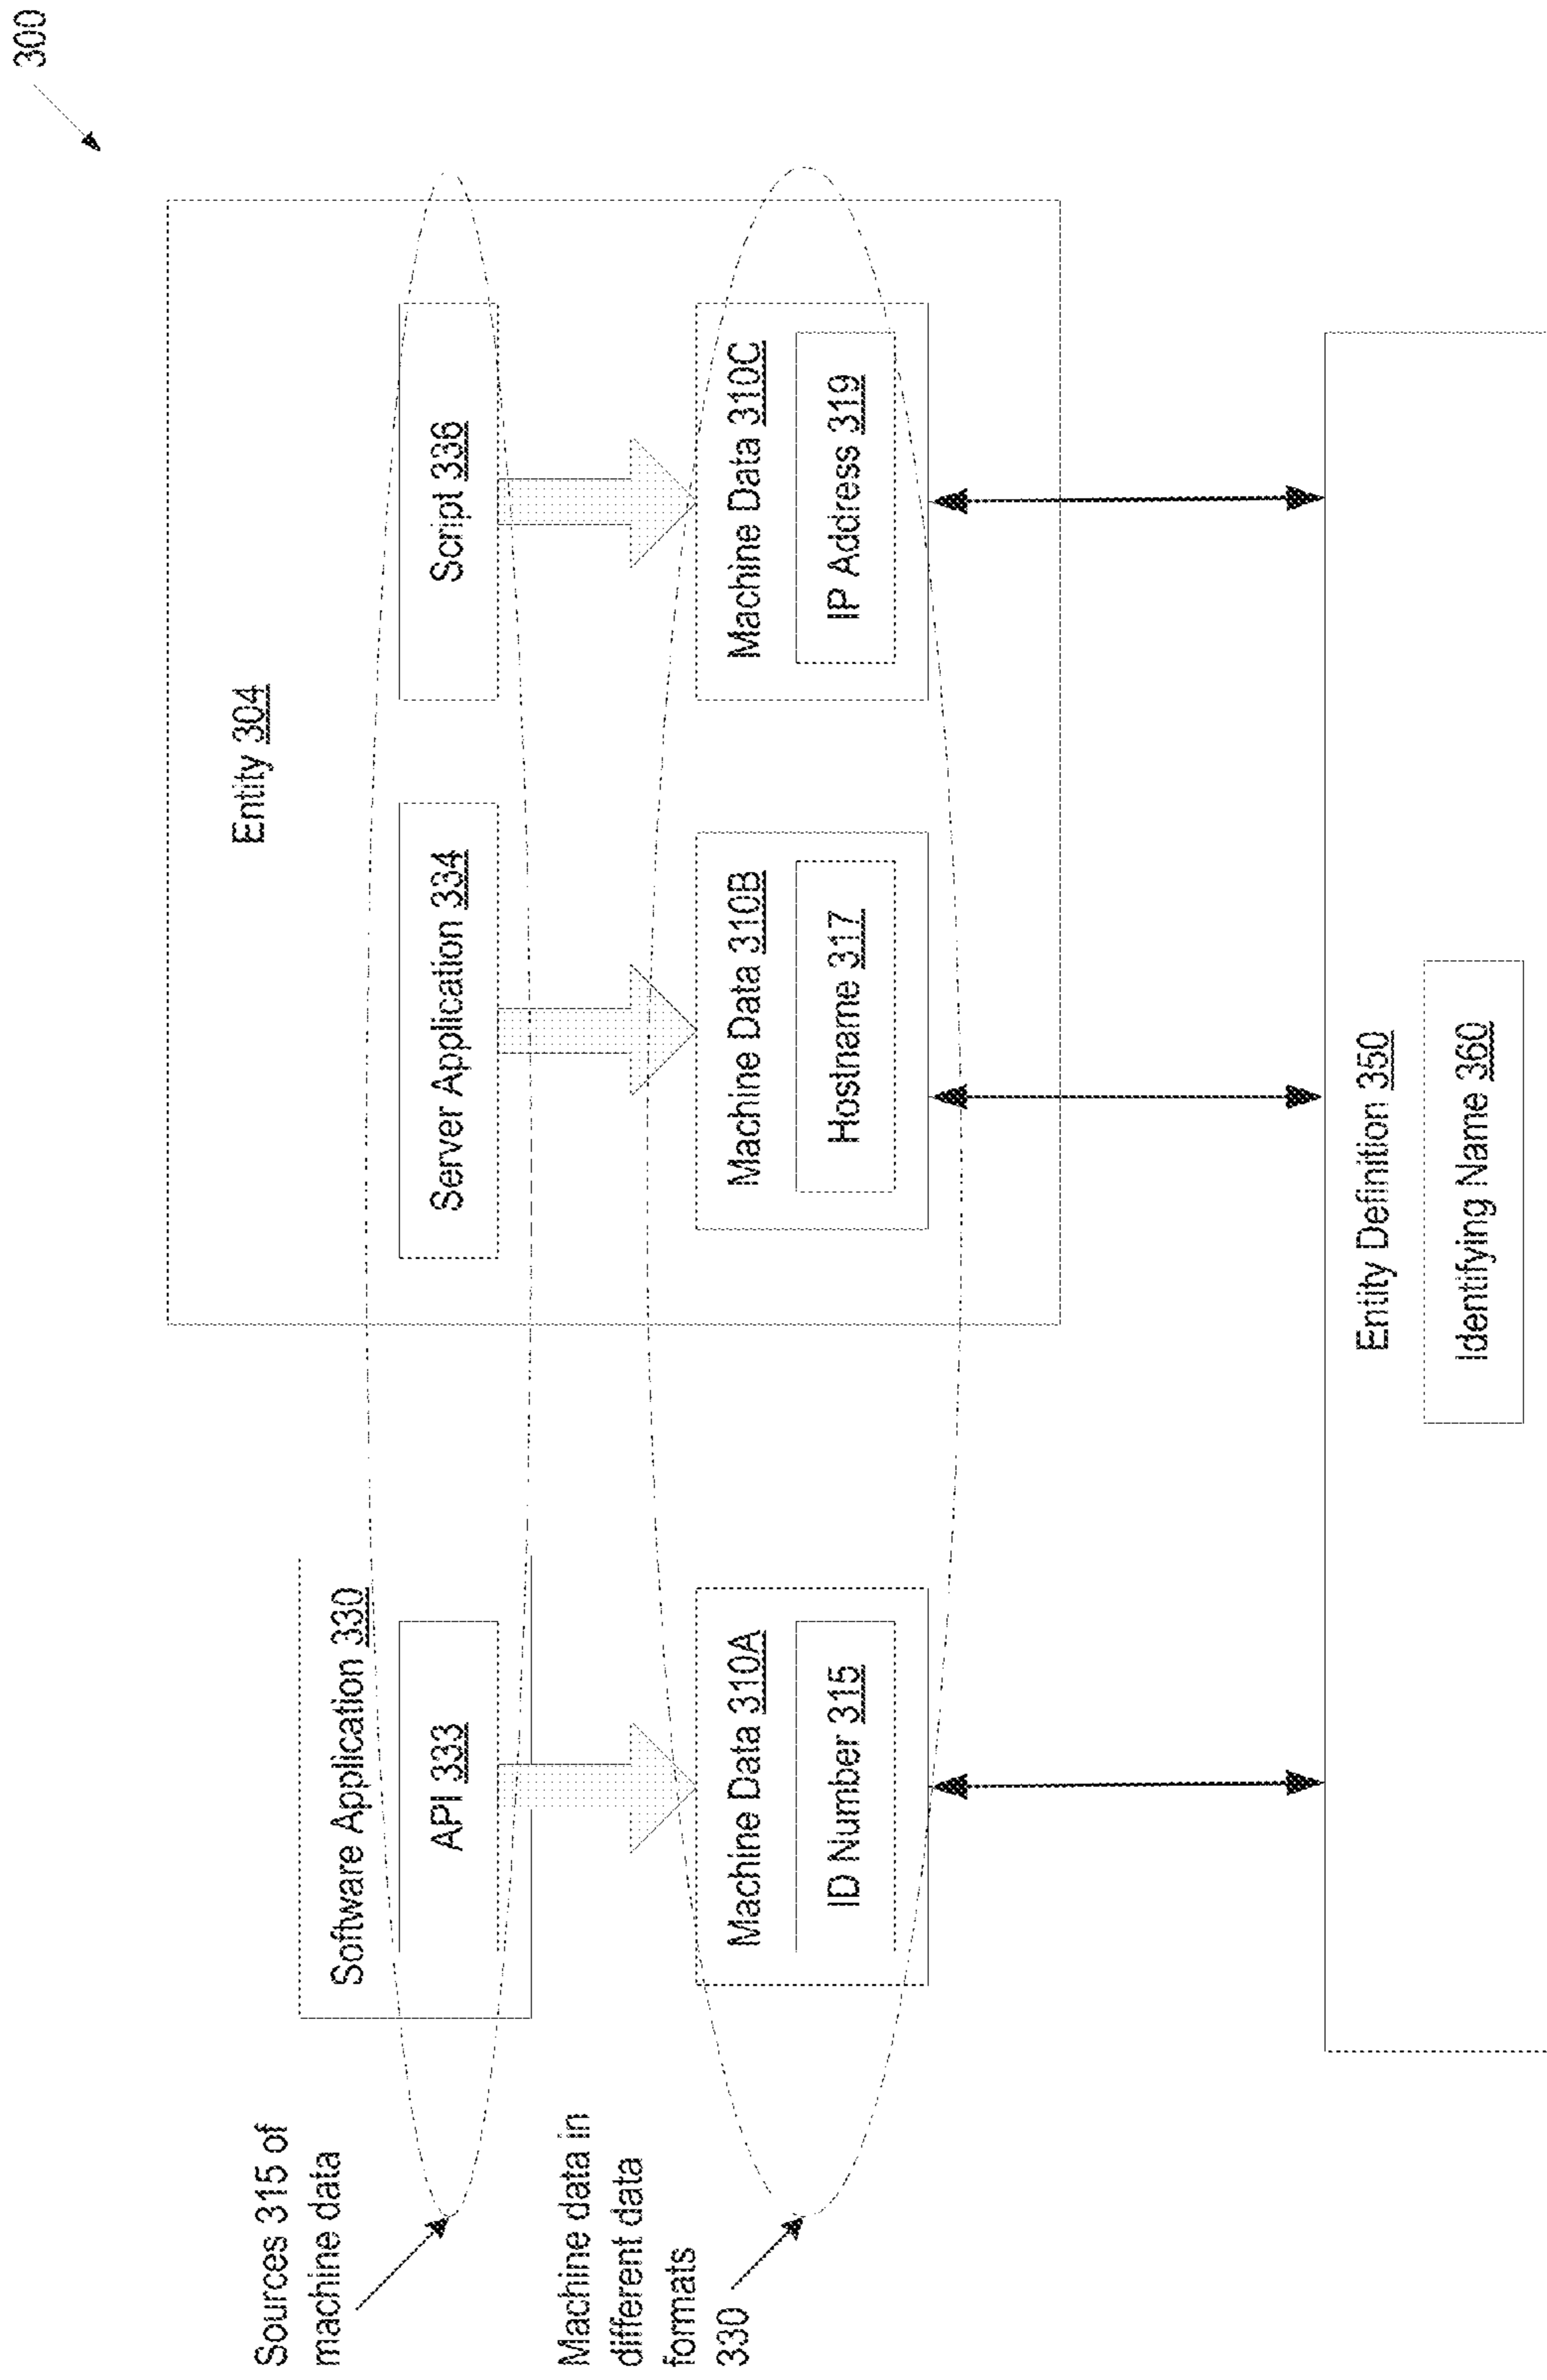 300
Entity 304
Sources 315 of
machine data
Software Application 330
API 333
Server Application 334
Script 336
Machine data in
different data
formats
330
Machine Data 310A
ID Number 315
Machine Data 310B
Hostname 317
Machine Data 310C
IP Address 319
Entity Definition 350
Identifying Name 360